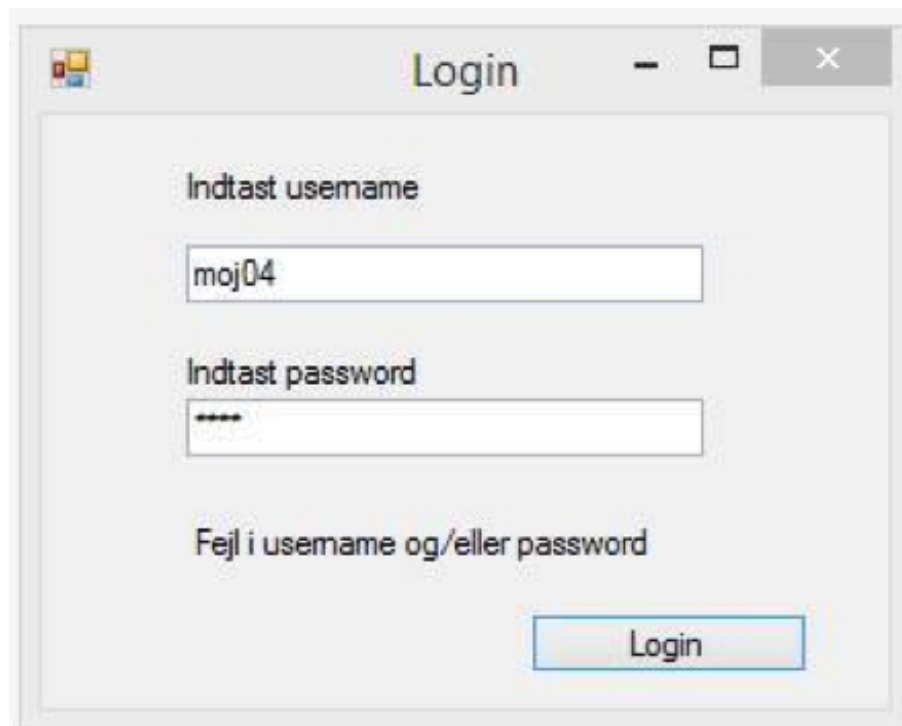 Login
Indtast username
moj04
Indtast password
****
Fejl i username og/eller password
Login